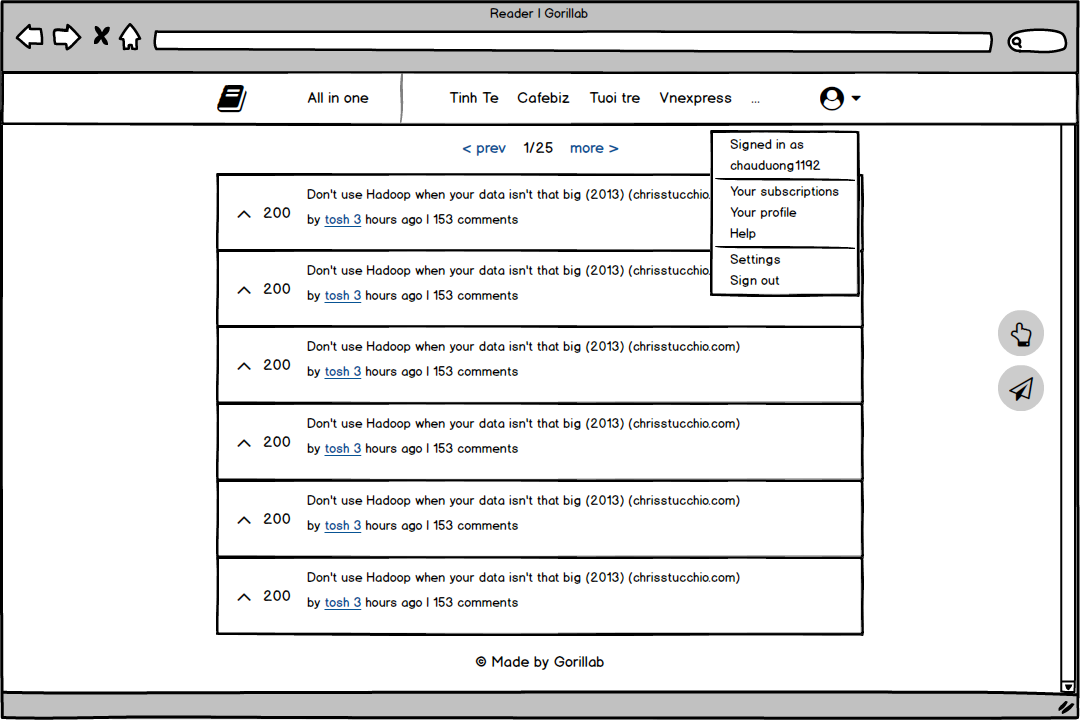 Reader | Gorillab
All in one
Tinh Te Cafebiz Tuoi tre Vnexpress ...
< prev 1/25 more >
Signed in as
chauduong1192
Your subscriptions
Your profile
Help
Settings
Sign out
Don't use Hadoop when your data isn't that big (2013) (chrisstucchio.
200
by tosh 3 hours ago | 153 comments
Don't use Hadoop when your data isn't that big (2013) (chrisstucchio.
200
by tosh 3 hours ago | 153 comments
Don't use Hadoop when your data isn't that big (2013) (chrisstucchio.com)
200
by tosh 3 hours ago | 153 comments
Don't use Hadoop when your data isn't that big (2013) (chrisstucchio.com)
200
by tosh 3 hours ago | 153 comments
Don't use Hadoop when your data isn't that big (2013) (chrisstucchio.com)
200
by tosh 3 hours ago | 153 comments
Don't use Hadoop when your data isn't that big (2013) (chrisstucchio.com)
200
by tosh 3 hours ago | 153 comments
© Made by Gorillab